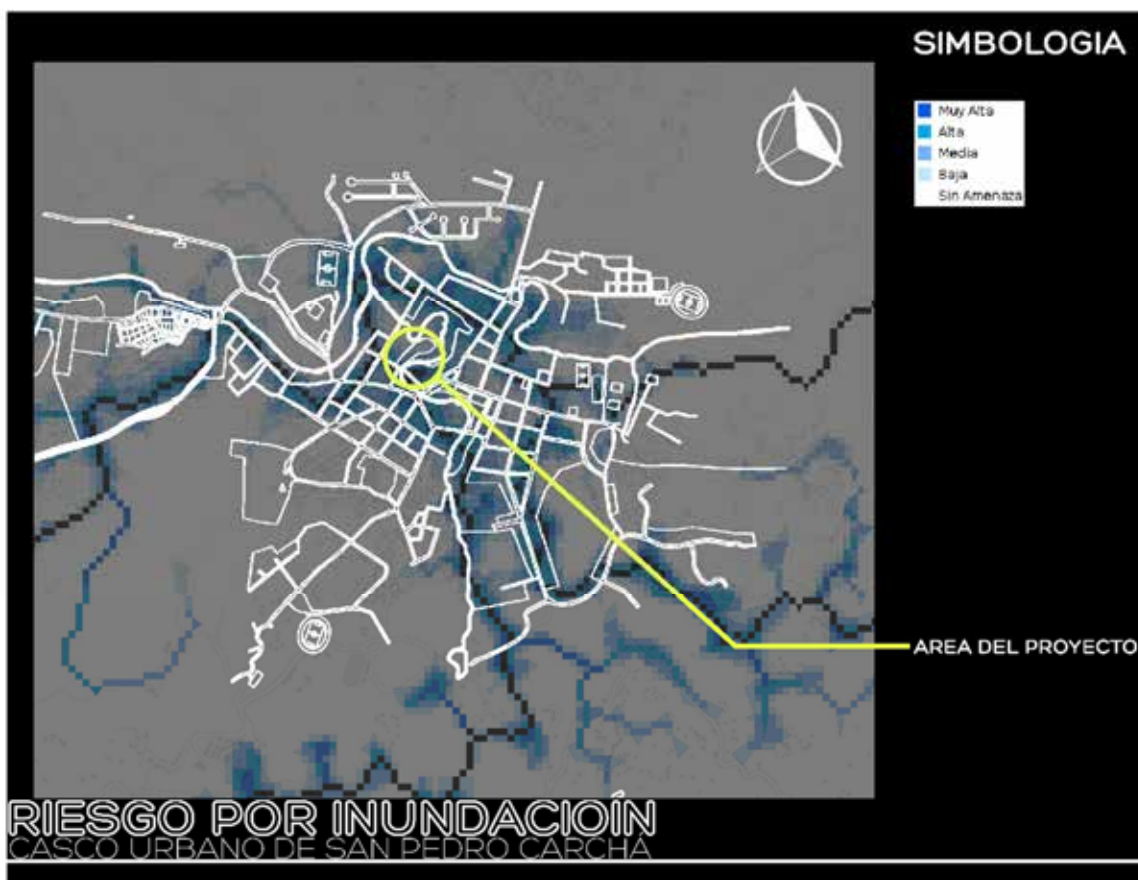 SIMBOLOGIA
Muy Alta
Alta
Media
Baja
Sin Amenaza
AREA DEL PROYECTO
RIESGO POR INUNDACIOIN
CASCO URBANO DE SAN PEDRO CARCHA